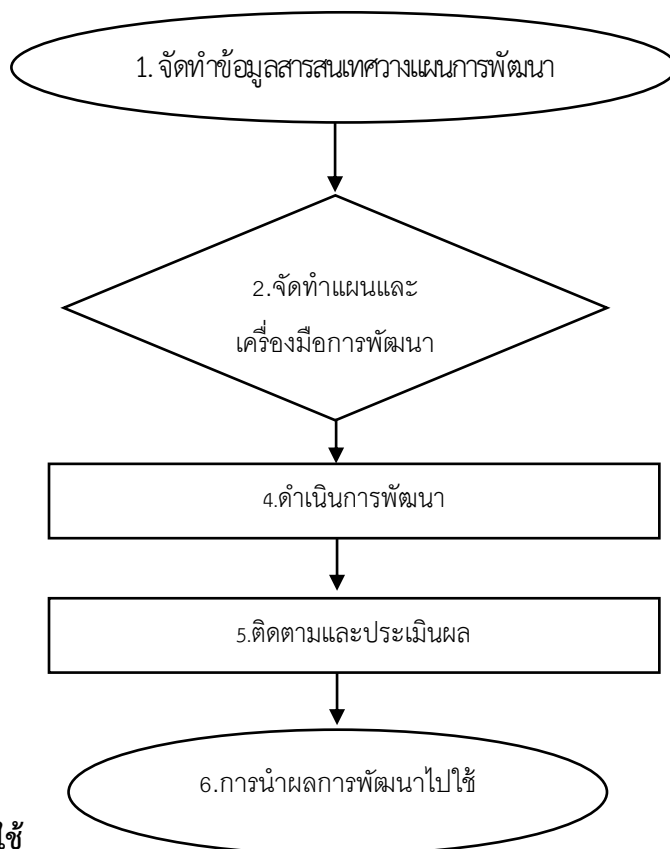 1. จัดทำข้อมูลสารสนเทศวางแผนการพัฒนา
2.จัดทำแผนและ
เครื่องมือการพัฒนา
4.ดำเนินการพัฒนา
5.ติดตามและประเมินผล
6.การนำผลการพัฒนาไปใช้
ใช้